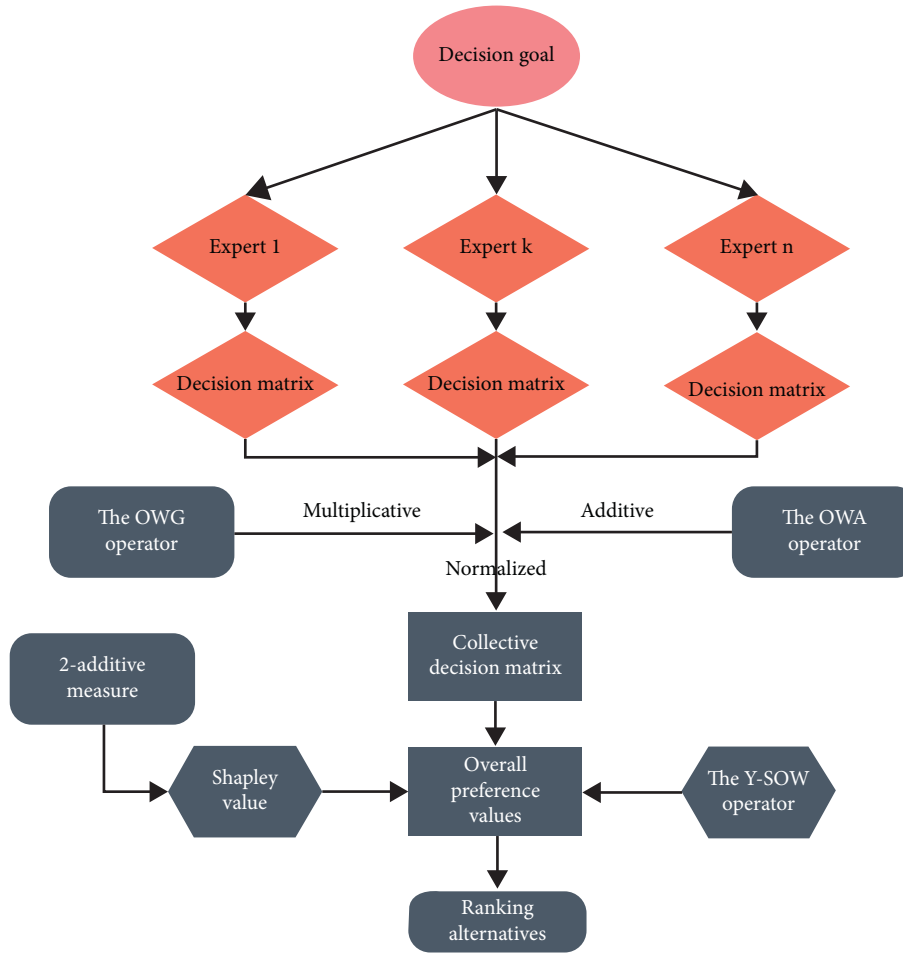 Decision goal
Expert 1
Expert k
Expert n
Decision matrix
Decision matrix
Decision matrix
The OWG
operator
Multiplicative
Additive
The OWA
operator
Normalized
Collective
decision matrix
2-additive
measure
Shapley
value
Overall
preference
values
The Y-SOW
operator
Ranking
alternatives